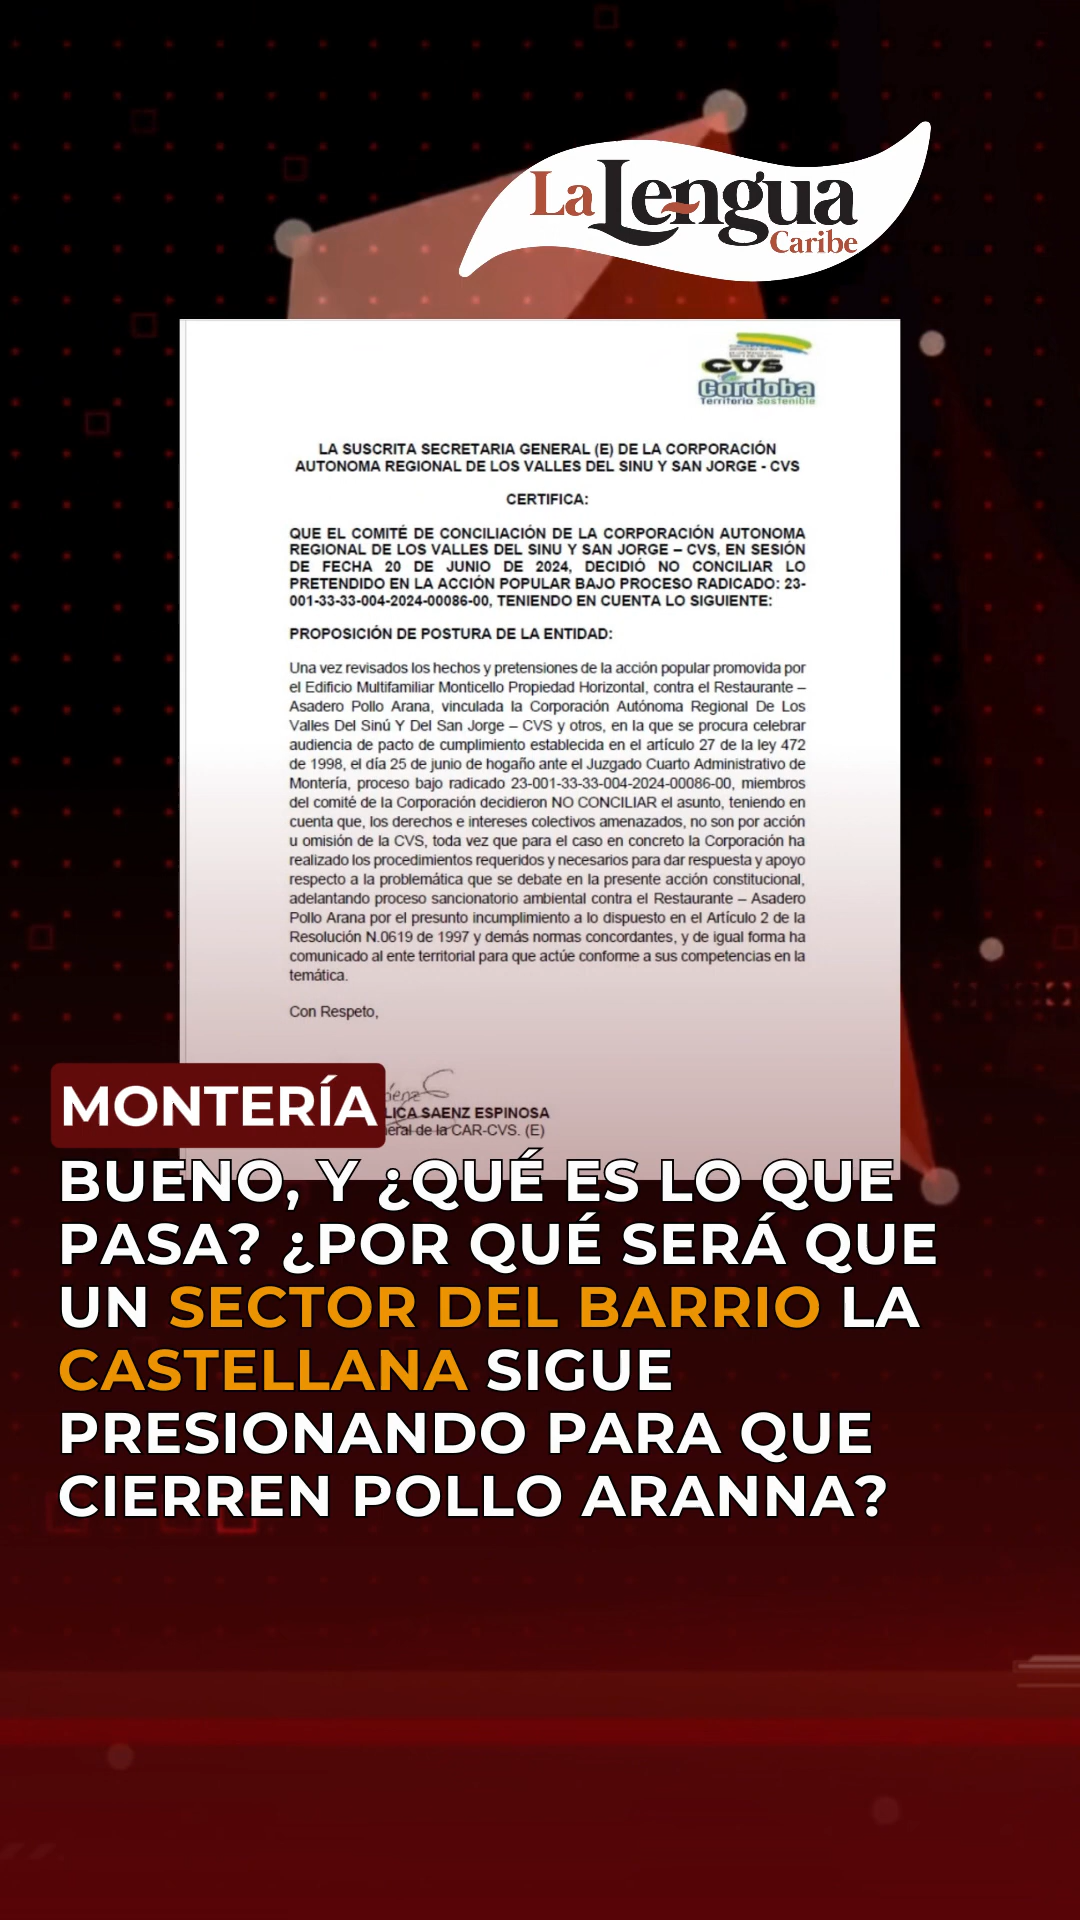 La Lengua
Caribe
CVS
Córdoba
Territorio Sostenible
LA SUSCRITA SECRETARIA GENERAL (E) DE LA CORPORACIÓN
AUTONOMA REGIONAL DE LOS VALLES DEL SINU Y SAN JORGE - CVS
CERTIFICA:
QUE EL COMITÉ DE CONCILIACIÓN DE LA CORPORACIÓN AUTONOMA
REGIONAL DE LOS VALLES DEL SINU Y SAN JORGE – CVS, EN SESIÓN
DE FECHA 20 DE JUNIO DE 2024, DECIDIÓ NO CONCILIAR LO
PRETENDIDO EN LA ACCIÓN POPULAR BAJO PROCESO RADICADO: 23-
001-33-33-004-2024-00086-00, TENIENDO EN CUENTA LO SIGUIENTE:
PROPOSICIÓN DE POSTURA DE LA ENTIDAD:
Una vez revisados los hechos y pretensiones de la acción popular promovida por
el Edificio Multifamiliar Monticello Propiedad Horizontal, contra el Restaurante –
Asadero Pollo Arana, vinculada la Corporación Autónoma Regional De Los
Valles Del Sinú Y Del San Jorge – CVS y otros, en la que se procura celebrar
audiencia de pacto de cumplimiento establecida en el artículo 27 de la ley 472
de 1998, el día 25 de junio de hogaño ante el Juzgado Cuarto Administrativo de
Montería, proceso bajo radicado 23-001-33-33-004-2024-00086-00, miembros
del comité de la Corporación decidieron NO CONCILIAR el asunto, teniendo en
cuenta que, los derechos e intereses colectivos amenazados, no son por acción
u omisión de la CVS, toda vez que para el caso en concreto la Corporación ha
realizado los procedimientos requeridos y necesarios para dar respuesta y apoyo
respecto a la problemática que se debate en la presente acción constitucional,
adelantando proceso sancionatorio ambiental contra el Restaurante – Asadero
Pollo Arana por el presunto incumplimiento a lo dispuesto en el Artículo 2 de la
Resolución N.0619 de 1997 y demás normas concordantes, y de igual forma ha
comunicado al ente territorial para que actúe conforme a sus competencias en la
temática.
Con Respeto,
LICA SAENZ ESPINOSA
eral de la CAR-CVS. (E)
MONTERÍA
BUENO, Y ¿QUÉ ES LO QUE
PASA? ¿POR QUÉ SERÁ QUE
UN SECTOR DEL BARRIO LA
CASTELLANA SIGUE
PRESIONANDO PARA QUE
CIERREN POLLO ARANNA?